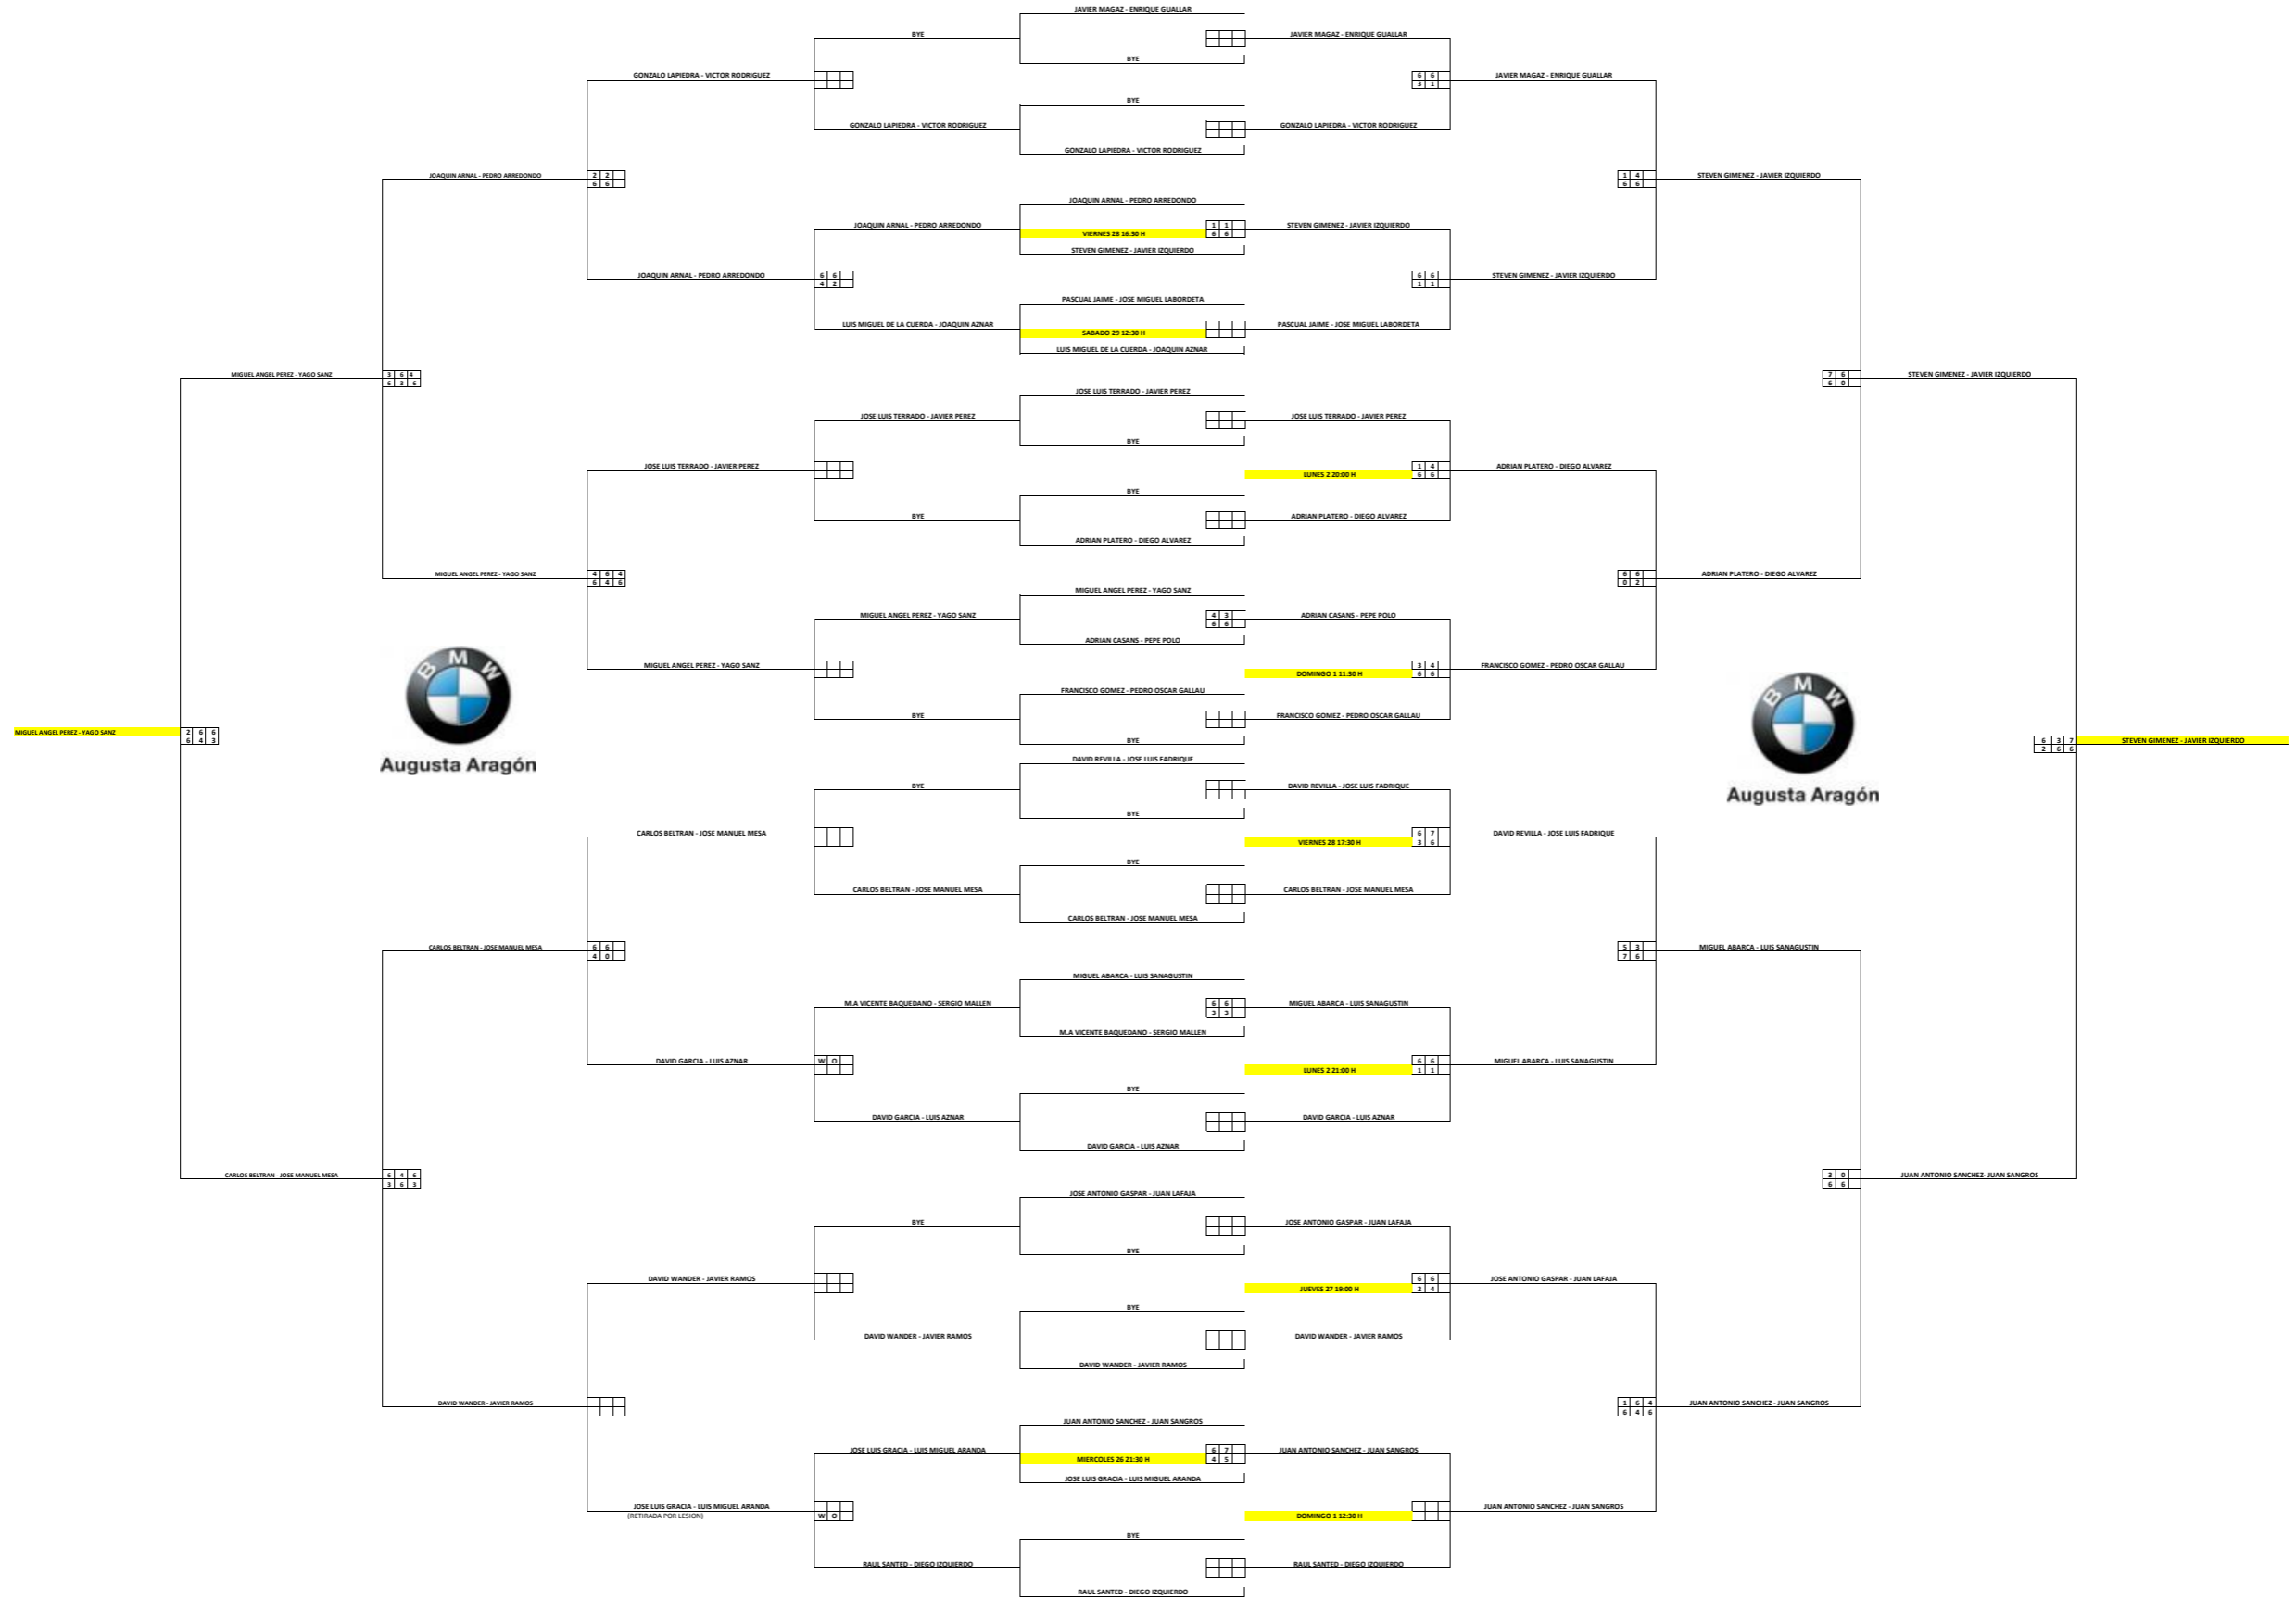 JAVIER MAGAZ - ENRIQUE GUALLAR
BYE JAVIER MAGAZ - ENRIQUE GUALLAR
BYE
GONZALO LAPIEDRA - VICTOR RODRIGUEZ 6 6 JAVIER MAGAZ - ENRIQUE GUALLAR
3 1
BYE
GONZALO LAPIEDRA - VICTOR RODRIGUEZ GONZALO LAPIEDRA - VICTOR RODRIGUEZ
GONZALO LAPIEDRA - VICTOR RODRIGUEZ
JOAQUIN ARNAL - PEDRO ARREDONDO 2 2 1 4 STEVEN GIMENEZ - JAVIER IZQUIERDO
6 6 6 6
JOAQUIN ARNAL - PEDRO ARREDONDO
JOAQUIN ARNAL - PEDRO ARREDONDO 1 1 STEVEN GIMENEZ - JAVIER IZQUIERDO
VIERNES 28 16:30 H 6 6
STEVEN GIMENEZ - JAVIER IZQUIERDO
JOAQUIN ARNAL - PEDRO ARREDONDO 6 6 6 6 STEVEN GIMENEZ - JAVIER IZQUIERDO
4 2 1 1
PASCUAL JAIME - JOSE MIGUEL LABORDETA
LUIS MIGUEL DE LA CUERDA - JOAQUIN AZNAR PASCUAL JAIME - JOSE MIGUEL LABORDETA
SABADO 29 12:30 H
LUIS MIGUEL DE LA CUERDA - JOAQUIN AZNAR
MIGUEL ANGEL PEREZ - YAGO SANZ 3 6 4 7 6 STEVEN GIMENEZ - JAVIER IZQUIERDO
6 3 6 6 0
JOSE LUIS TERRADO - JAVIER PEREZ
JOSE LUIS TERRADO - JAVIER PEREZ JOSE LUIS TERRADO - JAVIER PEREZ
BYE
JOSE LUIS TERRADO - JAVIER PEREZ 1 4 ADRIAN PLATERO - DIEGO ALVAREZ
LUNES 2 20:00 H 6 6
BYE
BYE ADRIAN PLATERO - DIEGO ALVAREZ
ADRIAN PLATERO - DIEGO ALVAREZ
MIGUEL ANGEL PEREZ - YAGO SANZ 4 6 4 6 6 ADRIAN PLATERO - DIEGO ALVAREZ
6 4 6 0 2
MIGUEL ANGEL PEREZ - YAGO SANZ
MIGUEL ANGEL PEREZ - YAGO SANZ 4 3 ADRIAN CASANS - PEPE POLO
6 6
ADRIAN CASANS - PEPE POLO
MIGUEL ANGEL PEREZ - YAGO SANZ 3 4 FRANCISCO GOMEZ - PEDRO OSCAR GALLAU
DOMINGO 1 11:30 H 6 6
FRANCISCO GOMEZ - PEDRO OSCAR GALLAU
BYE FRANCISCO GOMEZ - PEDRO OSCAR GALLAU
BYE
BMW
Augusta Aragón
BMW
Augusta Aragón
MIGUEL ANGEL PEREZ - YAGO SANZ 2 6 6
6 4 3
6 3 7 STEVEN GIMENEZ - JAVIER IZQUIERDO
2 6 6
DAVID REVILLA - JOSE LUIS FADRIQUE
BYE DAVID REVILLA - JOSE LUIS FADRIQUE
BYE
CARLOS BELTRAN - JOSE MANUEL MESA 6 7 DAVID REVILLA - JOSE LUIS FADRIQUE
VIERNES 28 17:30 H 3 6
BYE
CARLOS BELTRAN - JOSE MANUEL MESA CARLOS BELTRAN - JOSE MANUEL MESA
CARLOS BELTRAN - JOSE MANUEL MESA
CARLOS BELTRAN - JOSE MANUEL MESA 6 6 5 3 MIGUEL ABARCA - LUIS SANAGUSTIN
4 0 7 6
MIGUEL ABARCA - LUIS SANAGUSTIN
M.A VICENTE BAQUEDANO - SERGIO MALLEN 6 6 MIGUEL ABARCA - LUIS SANAGUSTIN
3 3
M.A VICENTE BAQUEDANO - SERGIO MALLEN
DAVID GARCIA - LUIS AZNAR W O 6 6 MIGUEL ABARCA - LUIS SANAGUSTIN
LUNES 2 21:00 H 1 1
BYE
DAVID GARCIA - LUIS AZNAR DAVID GARCIA - LUIS AZNAR
DAVID GARCIA - LUIS AZNAR
CARLOS BELTRAN - JOSE MANUEL MESA 6 4 6 3 0 JUAN ANTONIO SANCHEZ- JUAN SANGROS
3 6 3 6 6
JOSE ANTONIO GASPAR - JUAN LAFAJA
BYE JOSE ANTONIO GASPAR - JUAN LAFAJA
BYE
DAVID WANDER - JAVIER RAMOS 6 6 JOSE ANTONIO GASPAR - JUAN LAFAJA
JUEVES 27 19:00 H 2 4
BYE
DAVID WANDER - JAVIER RAMOS DAVID WANDER - JAVIER RAMOS
DAVID WANDER - JAVIER RAMOS
DAVID WANDER - JAVIER RAMOS 1 6 4 JUAN ANTONIO SANCHEZ - JUAN SANGROS
6 4 6
JUAN ANTONIO SANCHEZ - JUAN SANGROS
JOSE LUIS GRACIA - LUIS MIGUEL ARANDA 6 7 JUAN ANTONIO SANCHEZ - JUAN SANGROS
MIERCOLES 26 21:30 H 4 5
JOSE LUIS GRACIA - LUIS MIGUEL ARANDA
JOSE LUIS GRACIA - LUIS MIGUEL ARANDA JUAN ANTONIO SANCHEZ - JUAN SANGROS
(RETIRADA POR LESION) W O DOMINGO 1 12:30 H
BYE
RAUL SANTED - DIEGO IZQUIERDO RAUL SANTED - DIEGO IZQUIERDO
RAUL SANTED - DIEGO IZQUIERDO